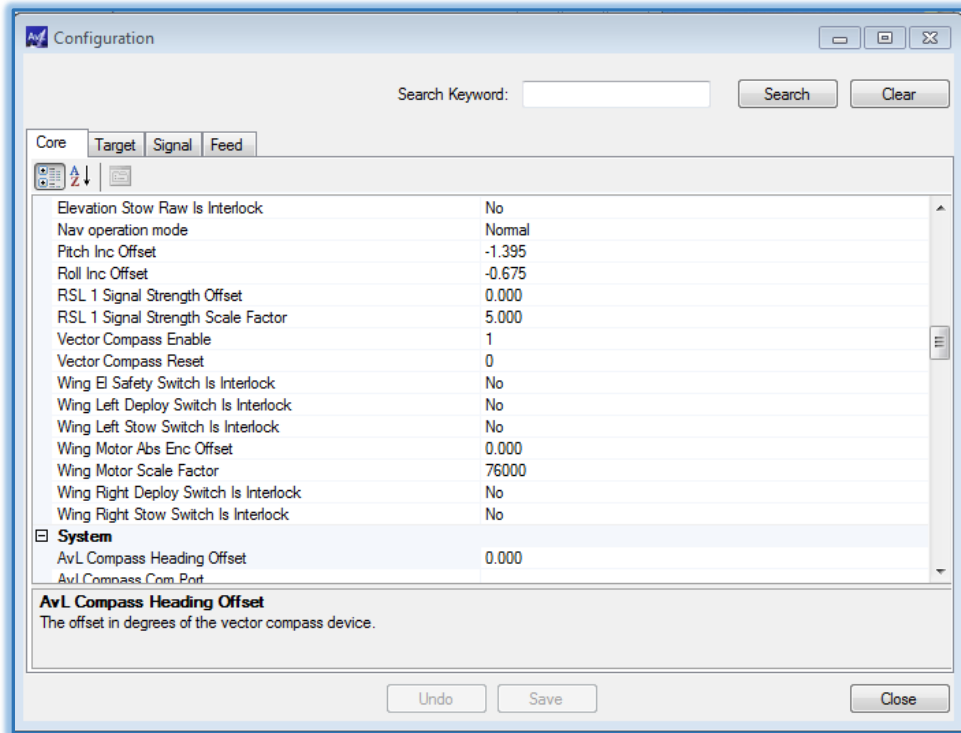 AvL Configuration
Search Keyword: Search Clear
Core Target Signal Feed
A
Z
Elevation Stow Raw Is Interlock No
Nav operation mode Normal
Pitch Inc Offset -1.395
Roll Inc Offset -0.675
RSL 1 Signal Strength Offset 0.000
RSL 1 Signal Strength Scale Factor 5.000
Vector Compass Enable 1
Vector Compass Reset 0
Wing El Safety Switch Is Interlock No
Wing Left Deploy Switch Is Interlock No
Wing Left Stow Switch Is Interlock No
Wing Motor Abs Enc Offset 0.000
Wing Motor Scale Factor 76000
Wing Right Deploy Switch Is Interlock No
Wing Right Stow Switch Is Interlock No
System
AvL Compass Heading Offset 0.000
AvL Compass Com Port
AvL Compass Heading Offset
The offset in degrees of the vector compass device.
Undo Save Close